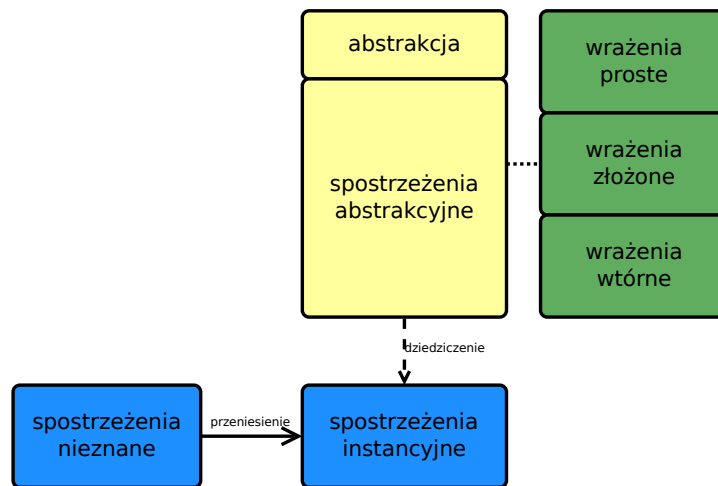 abstrakcja
wrażenia
proste
spostrzeżenia
abstrakcyjne
wrażenia
złożone
wrażenia
wtórne
dziedziczenie
spostrzeżenia
nieznane
przeniesienie
spostrzeżenia
instancyjne